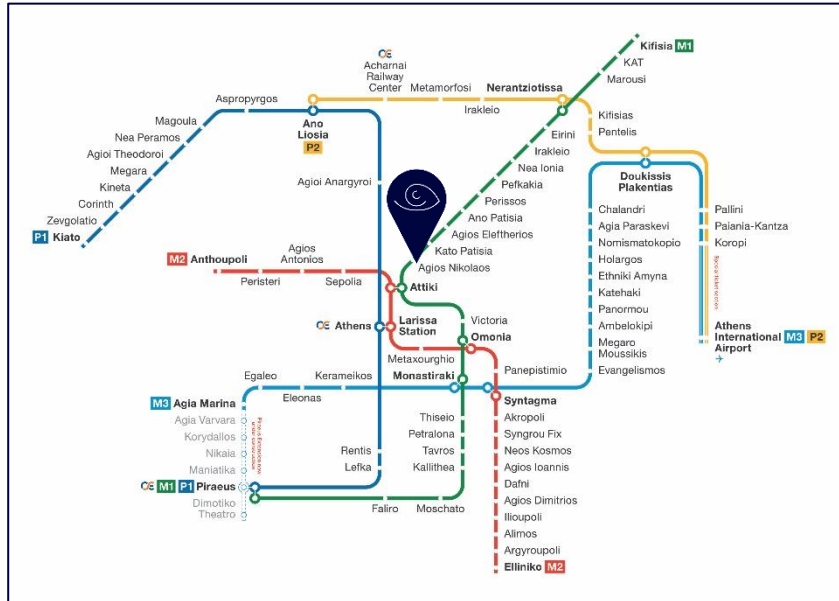 Kifisia M1
KAT
Marousi
Acharnai
Railway
Center
Metamorfosi
Nerantziotissa
Irakleio
Aspropyrgos
Ano
Liosia
P2
Magoula
Nea Peramos
Agioi Theodoroi
Megara
Kineta
Corinth
Zevgolatio
P1 Kiato
Kifisias
Pentelis
Eirini
Irakleio
Nea Ionia
Pefkakia
Perissos
Ano Patisia
Agios Eleftherios
Kato Patisia
Agios Nikolaos
Agioi Anargyroi
Doukissis
Plakentias
Chalandri
Agia Paraskevi
Nomismatokopio
Holargos
Ethniki Amyna
Katehaki
Panormou
Ambelokipi
Megaro
Moussikis
Evangelismos
Pallini
Paiania-Kantza
Koropi
Athens
International M3 P2
Airport
M2 Anthoupoli
Agios
Antonios
Peristeri
Sepolia
Attiki
Athens
Larissa
Station
Victoria
Omonia
Metaxourghio
Panepistimio
Monastiraki
Egaleo
Kerameikos
Eleonas
Syntagma
M3 Agia Marina
Agia Varvara
Korydallos
Nikaia
Maniatika
M1 P1 Piraeus
Dimotiko
Theatro
Thiseio
Petralona
Tavros
Kallithea
Rentis
Lefka
Faliro
Moschato
Akropoli
Syngrou Fix
Neos Kosmos
Agios Ioannis
Dafni
Agios Dimitrios
Ilioupoli
Alimos
Argyroupoli
Elliniko M2